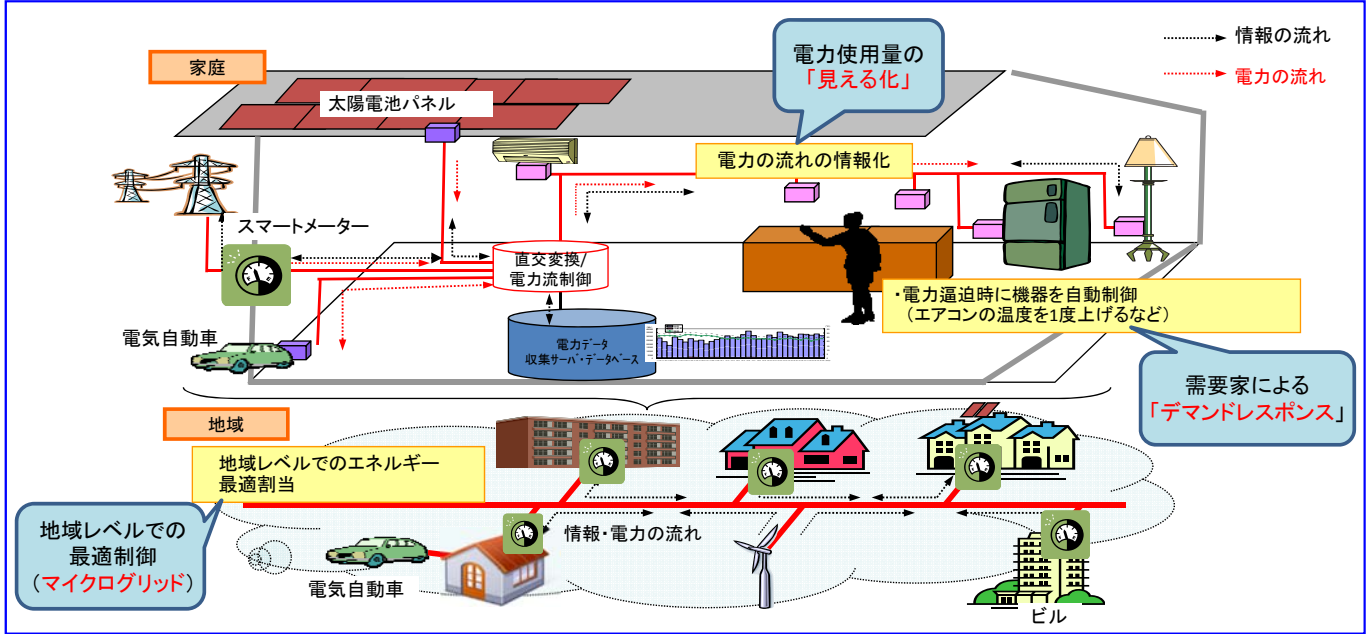 家庭
太陽電池パネル
電力使用量の
「見える化」
情報の流れ
電力の流れ
電力の流れの情報化
スマートメーター
直交変換/
電力流制御
・電力逼迫時に機器を自動制御
（エアコンの温度を1度上げるなど）
電気自動車
電力データ
収集サーバ・データベース
需要家による
「デマンドレスポンス」
地域
地域レベルでのエネルギー
最適割当
地域レベルでの
最適制御
（マイクログリッド）
情報・電力の流れ
電気自動車
ビル